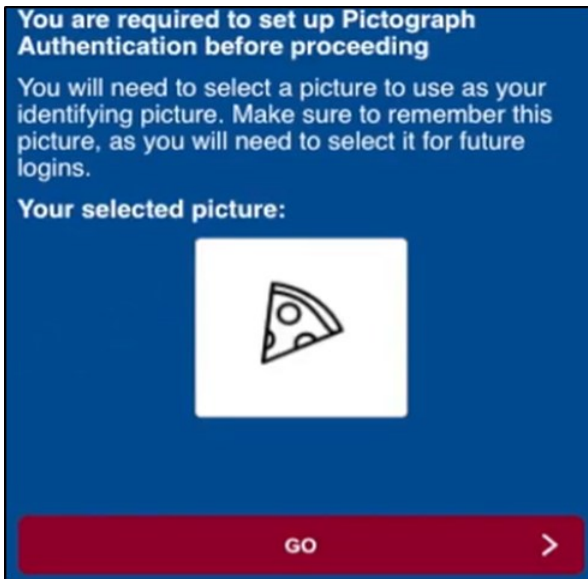 You are required to set up Pictograph
Authentication before proceeding
You will need to select a picture to use as your
identifying picture. Make sure to remember this
picture, as you will need to select it for future
logins.
Your selected picture:
GO